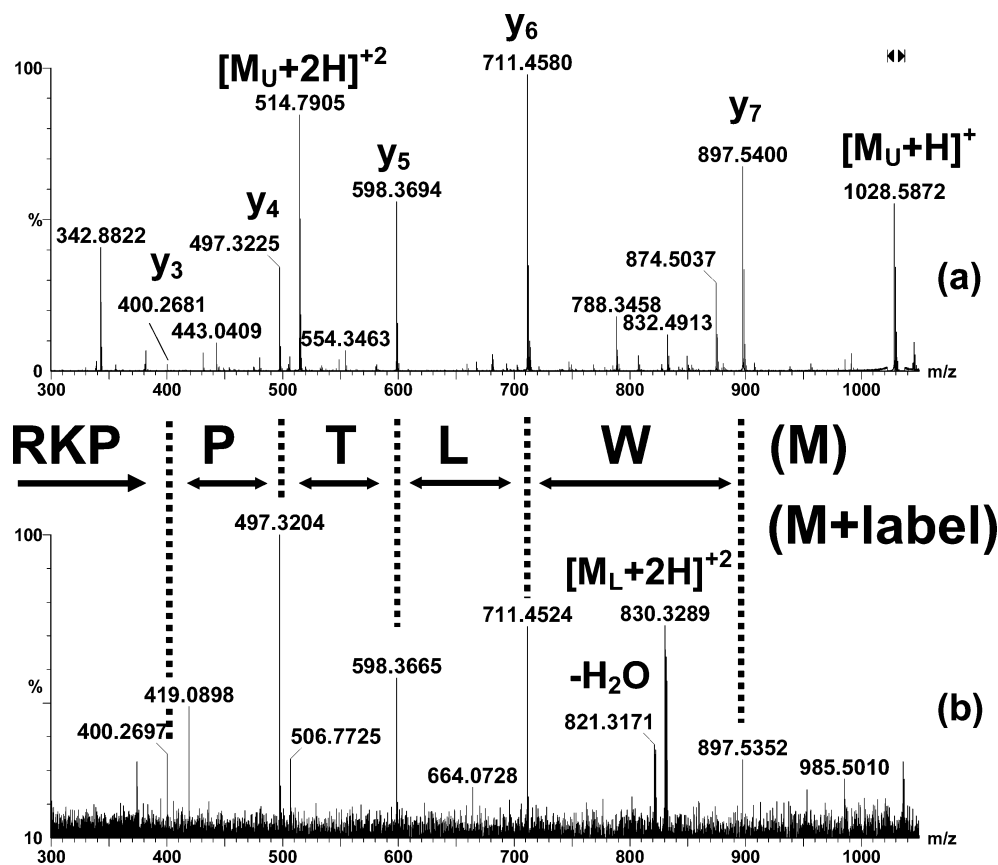 y₆
[M_U+2H]⁺²
711.4580
100
514.7905
y₇
y₅
897.5400
[M_U+H]⁺
598.3694
1028.5872
y₄
%
342.8822
497.3225
y₃
874.5037
(a)
400.2681
788.3458
443.0409
554.3463
832.4913
0
300 400 500 600 700 800 900 1000 m/z
RKP P T L W (M)
(M+label)
497.3204
100
[M_L+2H]⁺²
711.4524
830.3289
598.3665
-H₂O
%
419.0898
821.3171
(b)
400.2697
506.7725
897.5352
664.0728
985.5010
10
300 400 500 600 700 800 900 1000 m/z